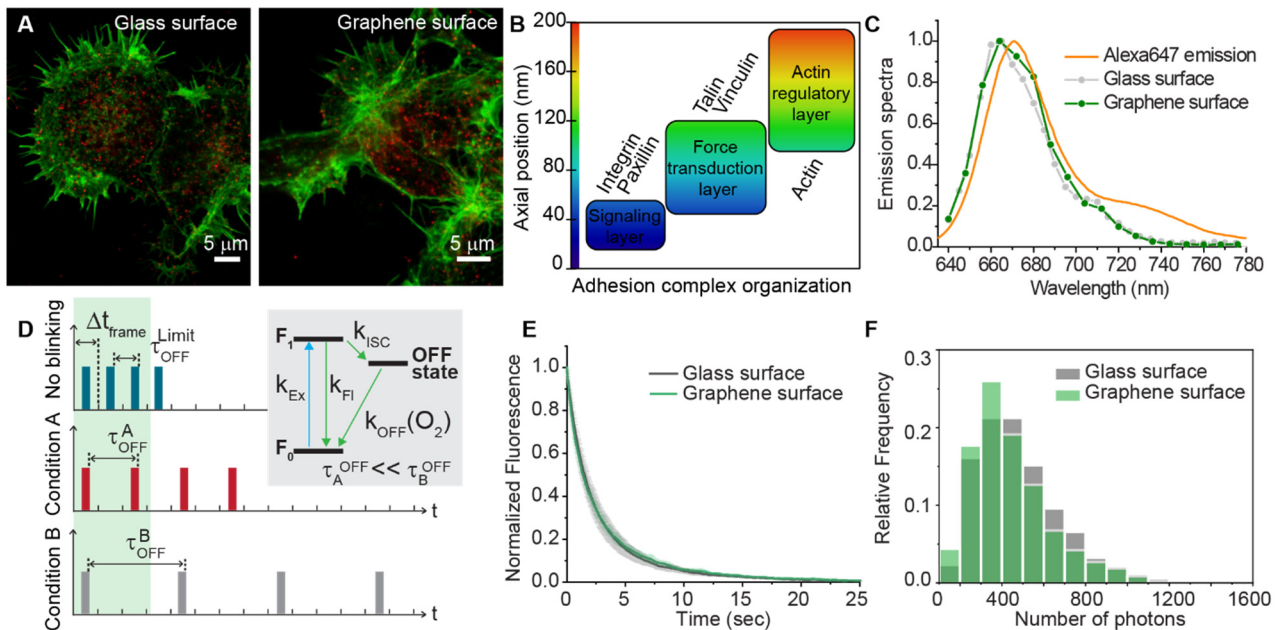 A
Glass surface
5 μm
Graphene surface
5 μm
B
Axial position (nm)
200
160
120
80
40
0
Integrin
Paxillin
Signaling
layer
Talin
Vinculin
Force
transduction
layer
Actin
regulatory
layer
Actin
Adhesion complex organization
C
Emission spectra
1.0
0.8
0.6
0.4
0.2
0.0
Alexa647 emission
Glass surface
Graphene surface
640 660 680 700 720 740 760 780
Wavelength (nm)
D
No blinking
Δt_frame
τ_OFF^Limit
Condition A
τ_OFF^A
t
Condition B
τ_OFF^B
t
F₁
k_ISC
OFF
state
k_Ex
k_Fl
k_OFF(O₂)
F₀
τ_A^OFF << τ_B^OFF
E
Normalized Fluorescence
1.0
0.8
0.6
0.4
0.2
0.0
Glass surface
Graphene surface
0 5 10 15 20 25
Time (sec)
F
Relative Frequency
0.3
0.2
0.1
0.0
Glass surface
Graphene surface
0 400 800 1200 1600
Number of photons